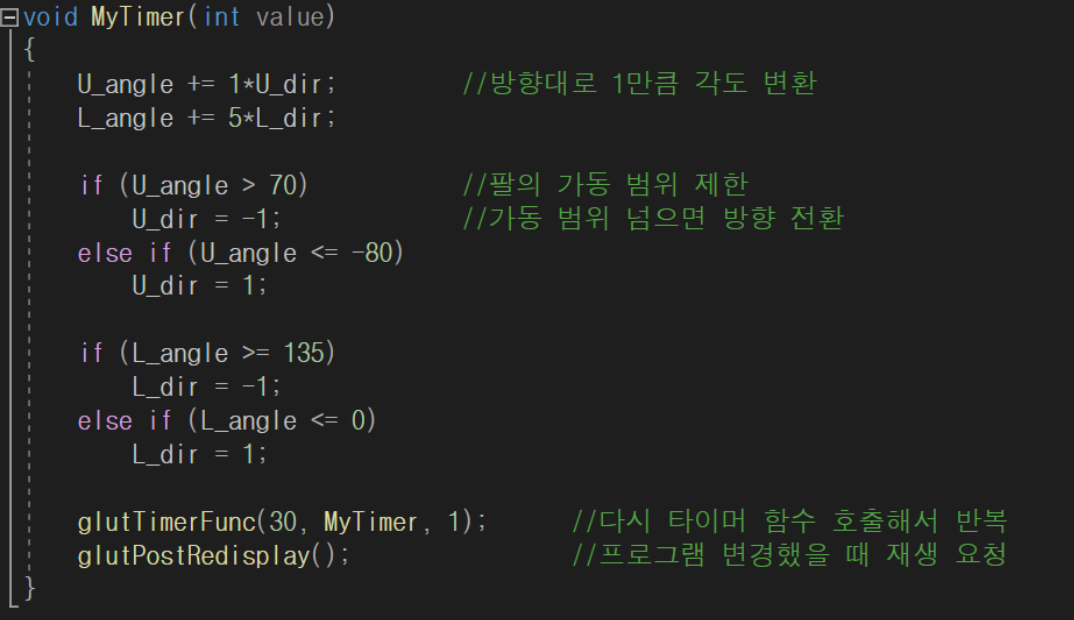 void MyTimer(int value)
{
    U_angle += 1*U_dir;          //방향대로 1만큼 각도 변환
    L_angle += 5*L_dir;

    if (U_angle > 70)            //팔의 가동 범위 제한
        U_dir = -1;              //가동 범위 넘으면 방향 전환
    else if (U_angle <= -80)
        U_dir = 1;

    if (L_angle >= 135)
        L_dir = -1;
    else if (L_angle <= 0)
        L_dir = 1;

    glutTimerFunc(30, MyTimer, 1);      //다시 타이머 함수 호출해서 반복
    glutPostRedisplay();                //프로그램 변경했을 때 재생 요청
}